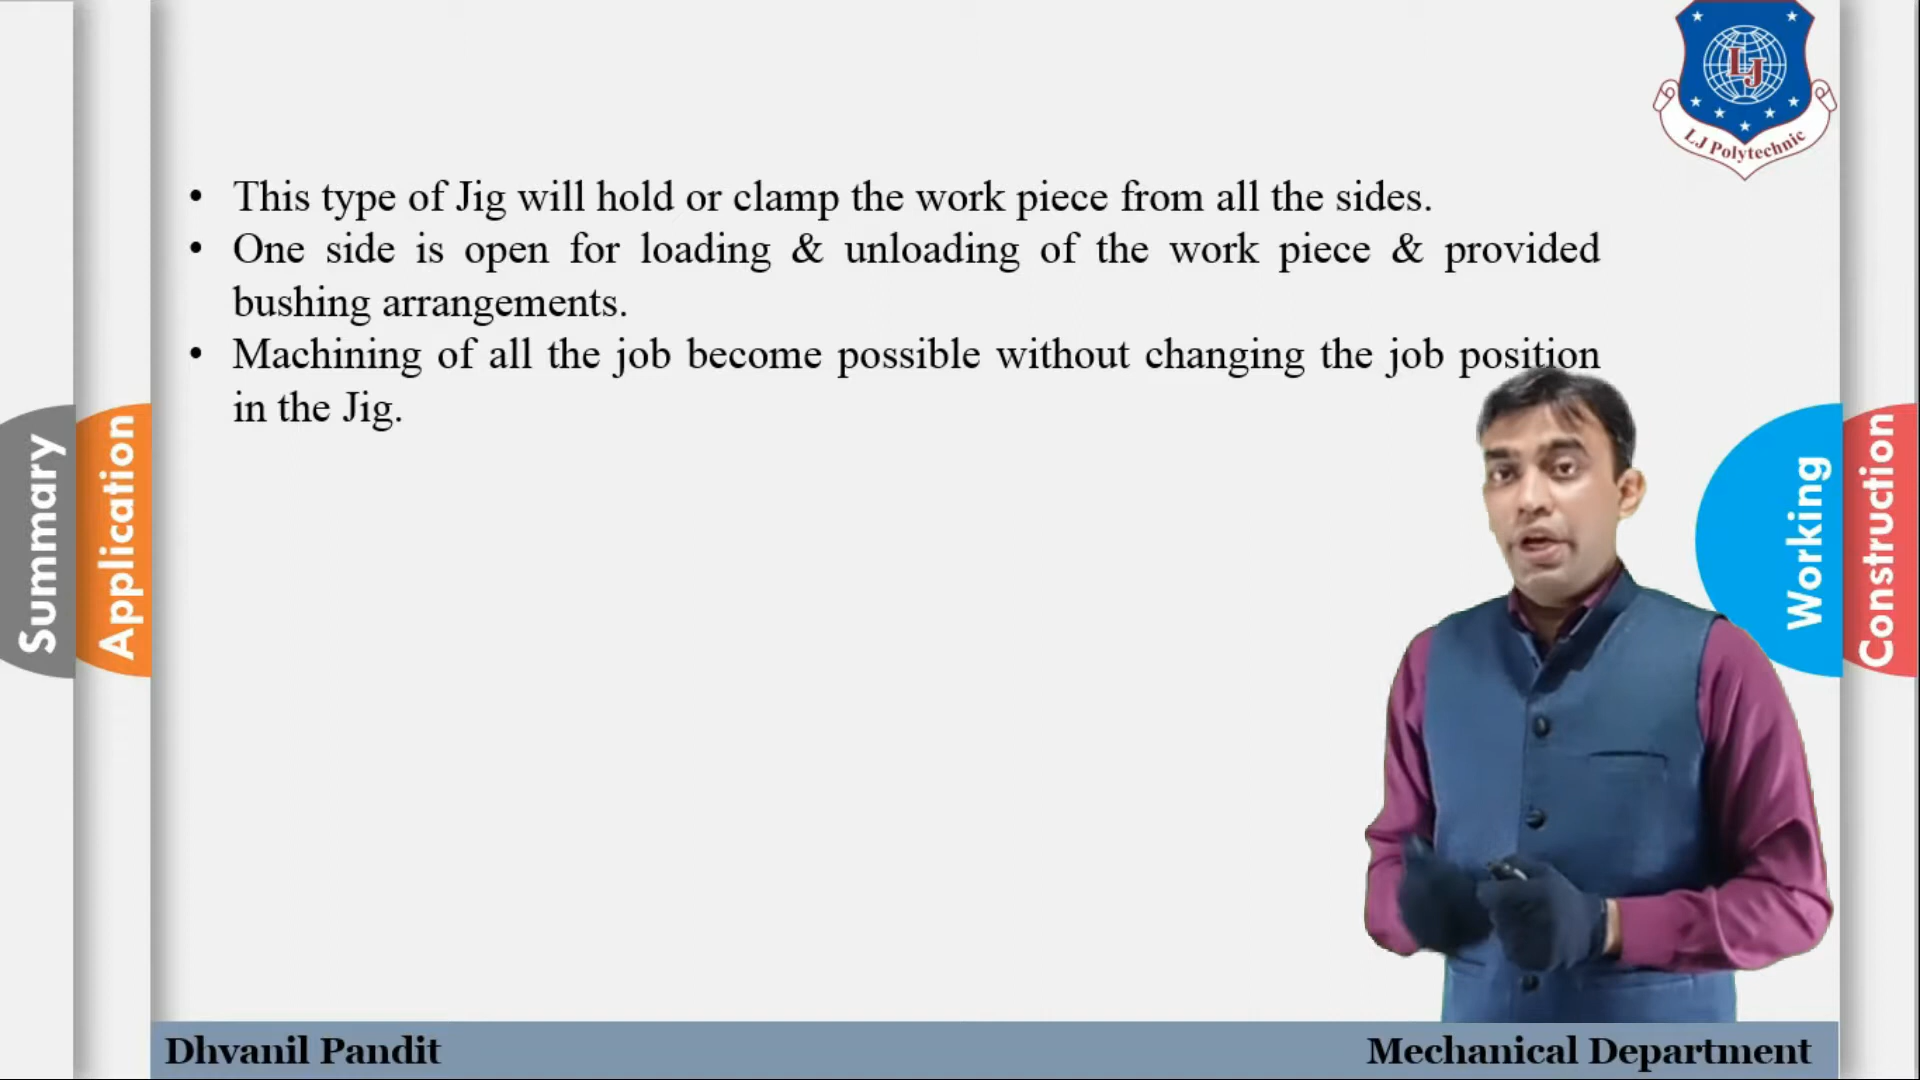 LJ
LJ Polytechnic
• This type of Jig will hold or clamp the work piece from all the sides.
• One side is open for loading & unloading of the work piece & provided
bushing arrangements.
• Machining of all the job become possible without changing the job position
in the Jig.
Summary
Application
Working
Construction
Dhvanil Pandit
Mechanical Department